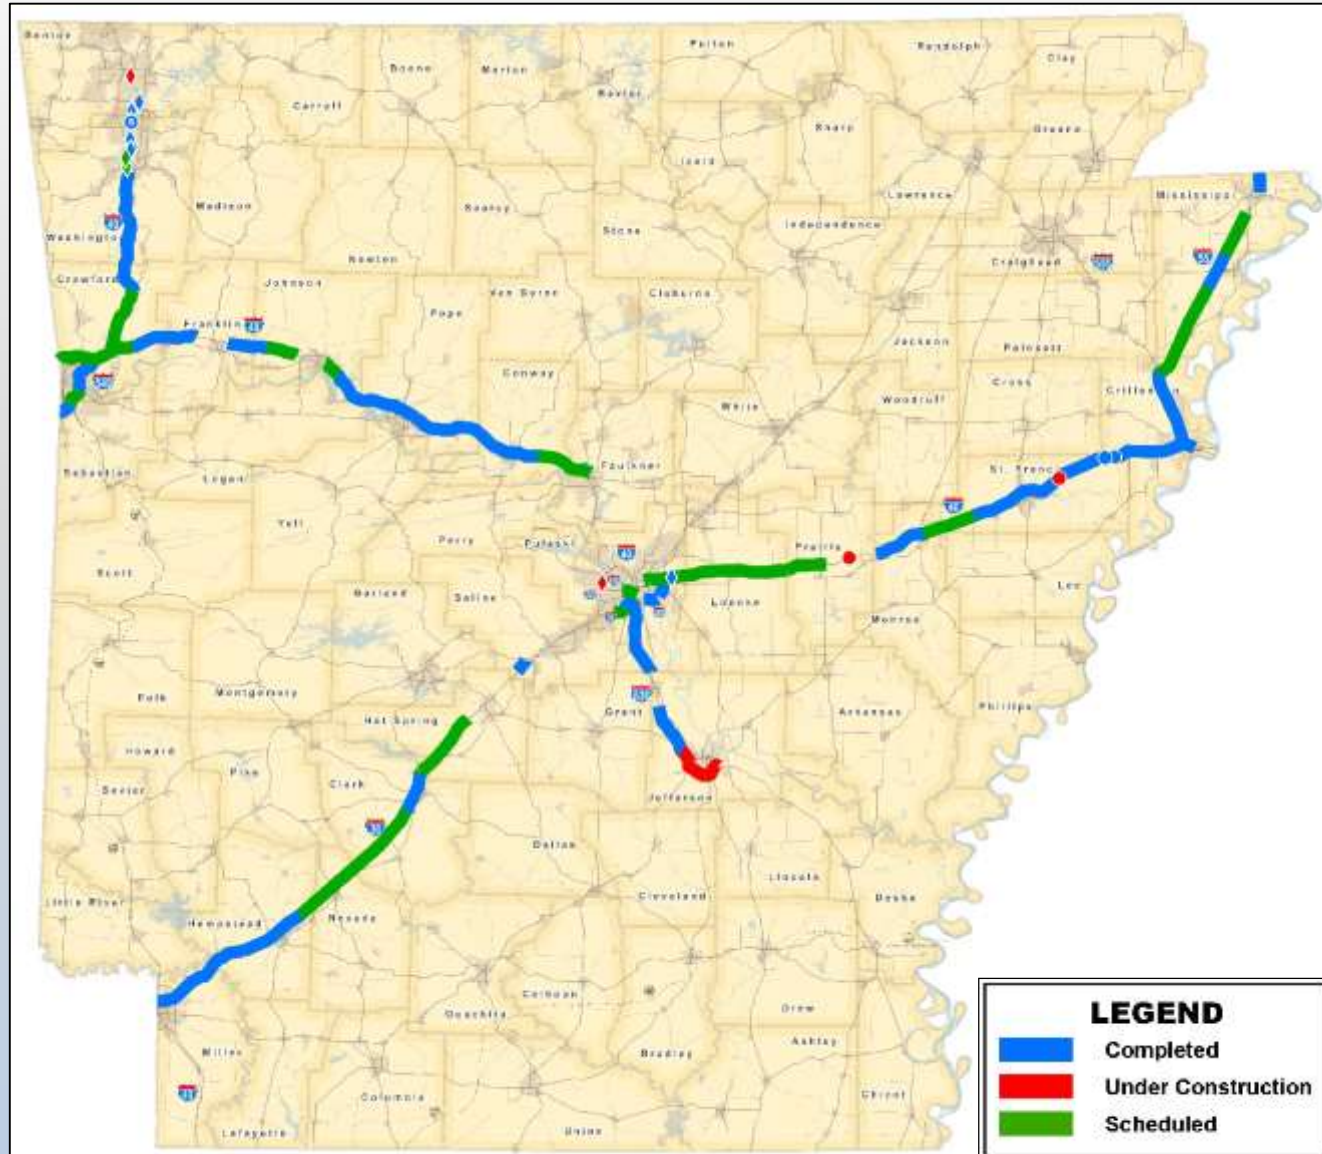 Benton
Boone
Marion
Fulton
Randolph
Clay
Carroll
Baxter
Sharp
Greene
Izard
Lawrence
Mississippi
Madison
Searcy
Stone
Independence
Washington
Newton
Craighead
Crawford
Johnson
Van Buren
Cleburne
Franklin
Pope
Jackson
Poinsett
Conway
Cross
Crittenden
White
Woodruff
Sebastian
Logan
Faulkner
St. Franc
Yell
Perry
Pulaski
Prairie
Scott
Garland
Saline
Lonoke
Lee
Monroe
Polk
Montgomery
Hot Spring
Grant
Arkansas
Phillips
Howard
Pike
Clark
Sevier
Jefferson
Dallas
Lincoln
Little River
Hempstead
Nevada
Cleveland
Desha
Calhoun
Ouachita
Drew
Miller
Bradley
Ashley
Columbia
Chicot
Lafayette
Union
LEGEND
Completed
Under Construction
Scheduled